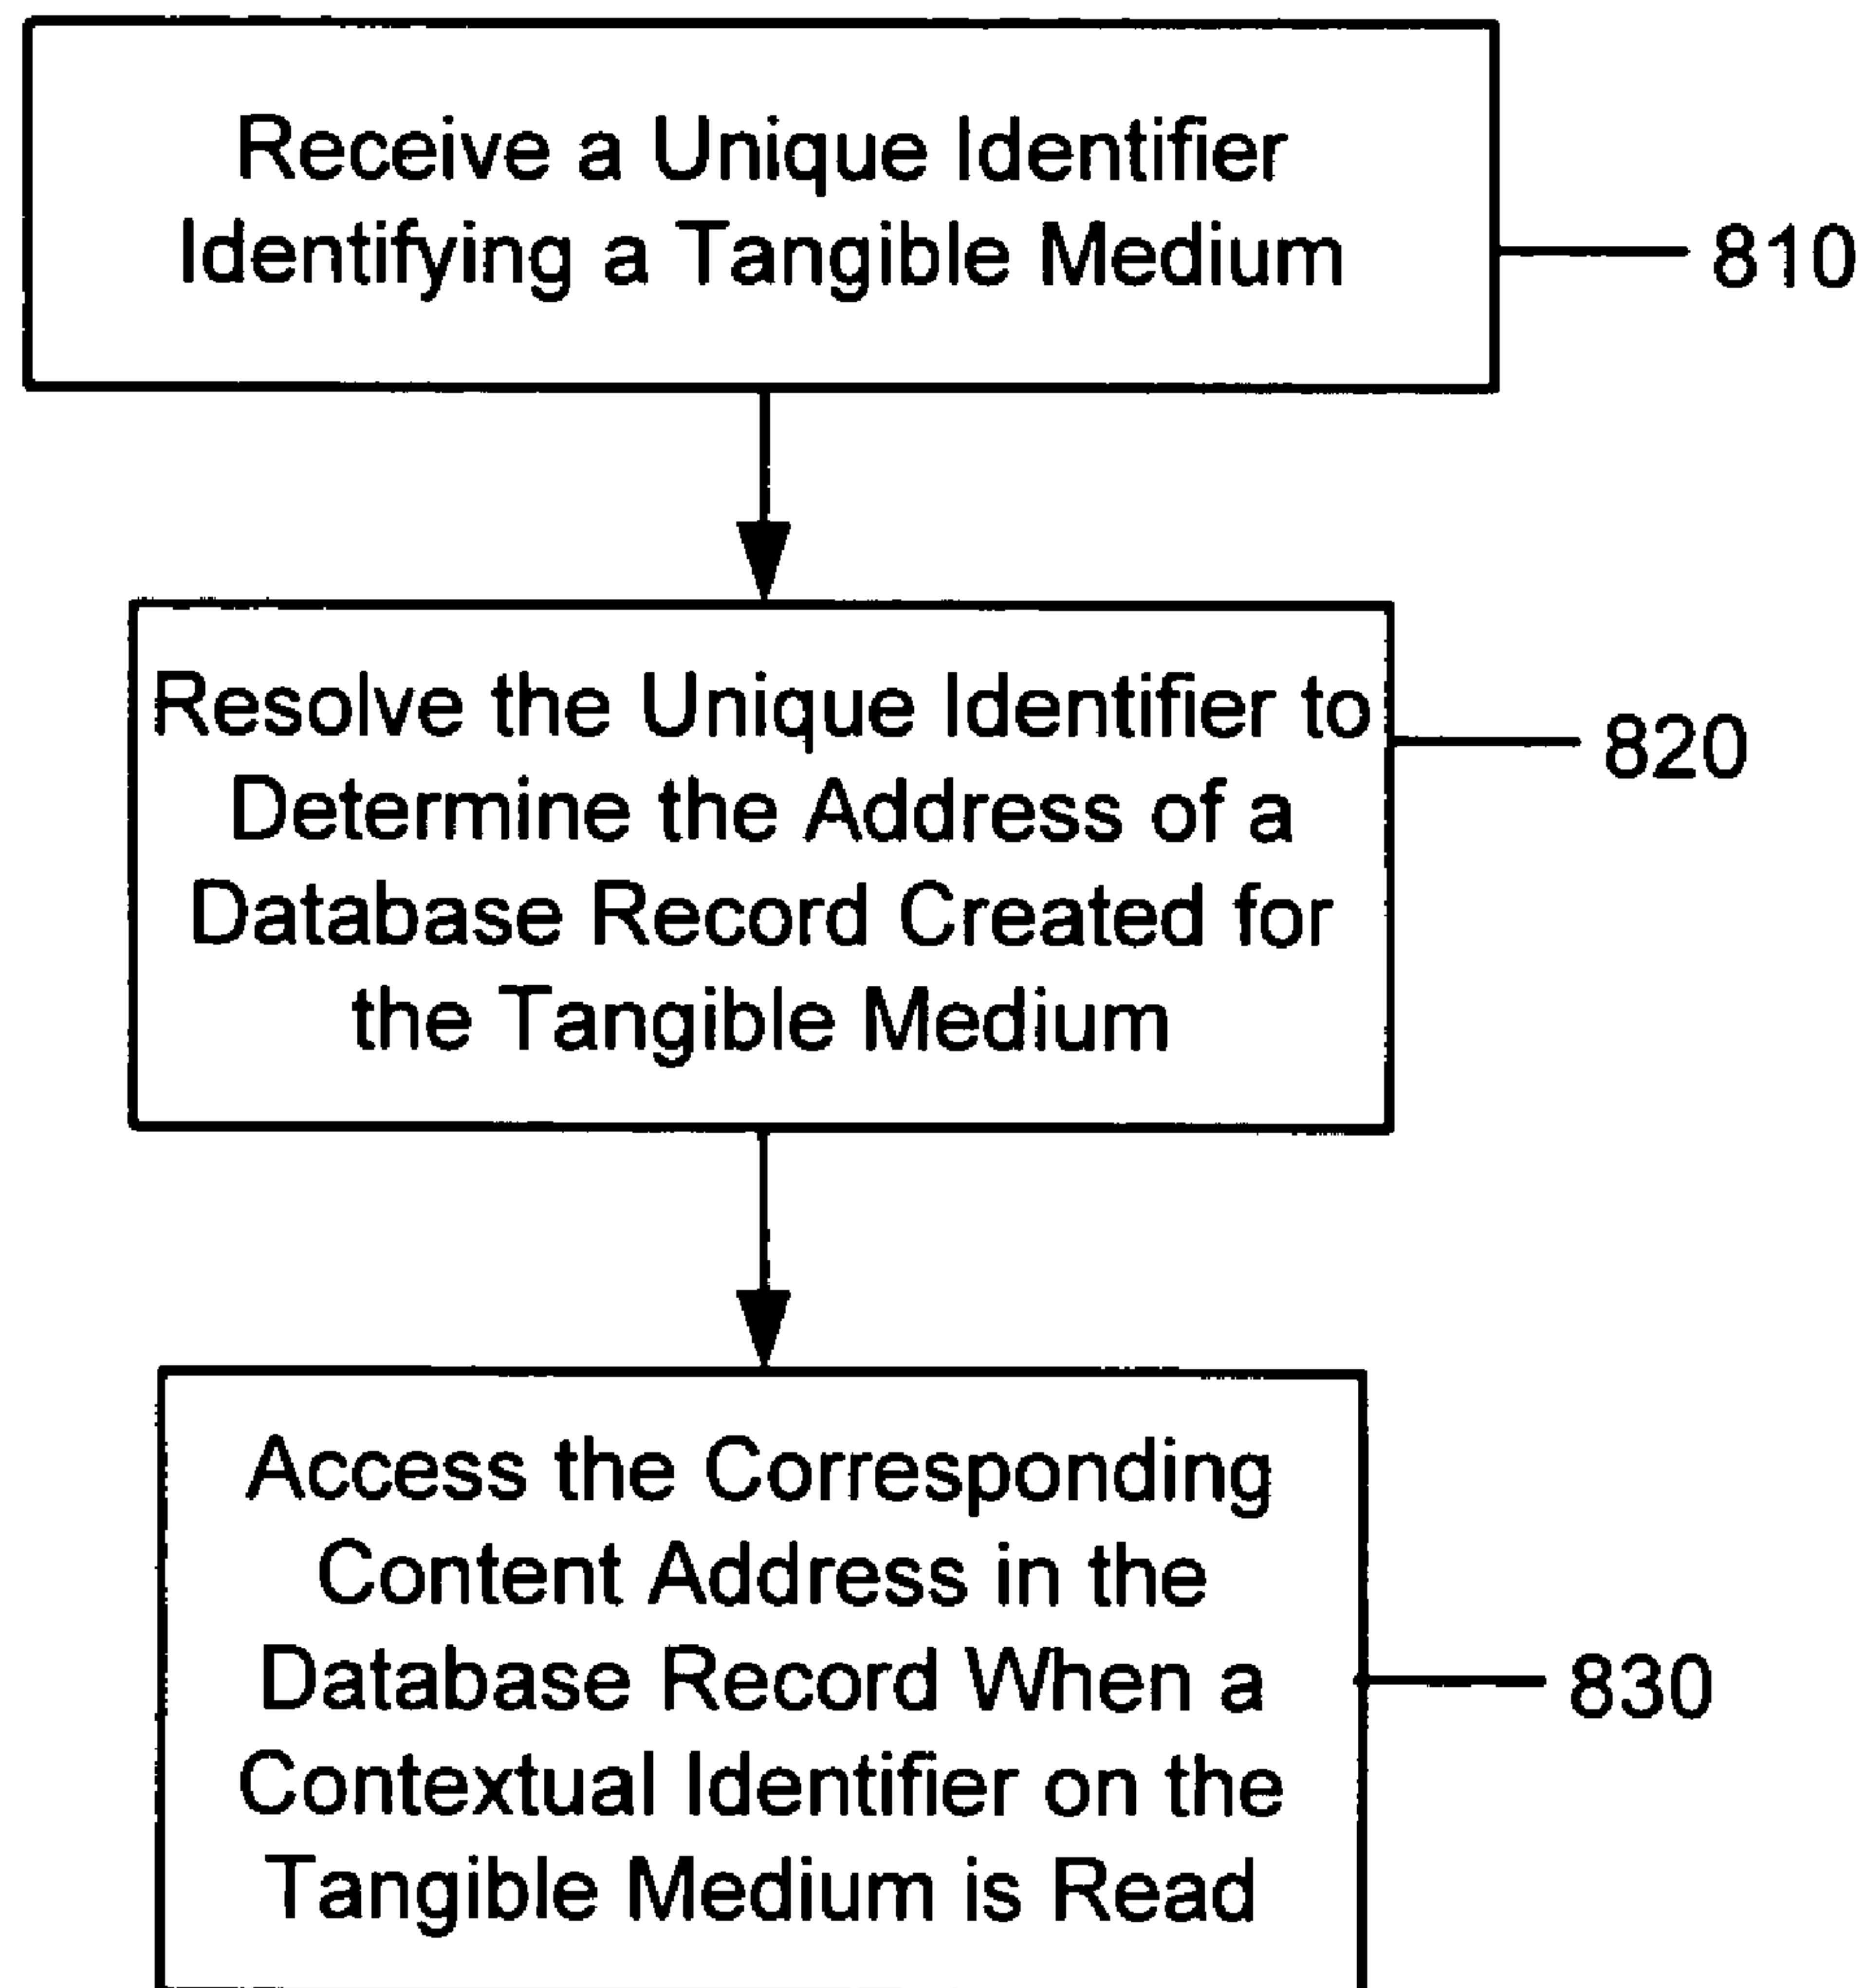 Receive a Unique Identifier
Identifying a Tangible Medium
810
Resolve the Unique Identifier to
Determine the Address of a
Database Record Created for
the Tangible Medium
820
Access the Corresponding
Content Address in the
Database Record When a
Contextual Identifier on the
Tangible Medium is Read
830